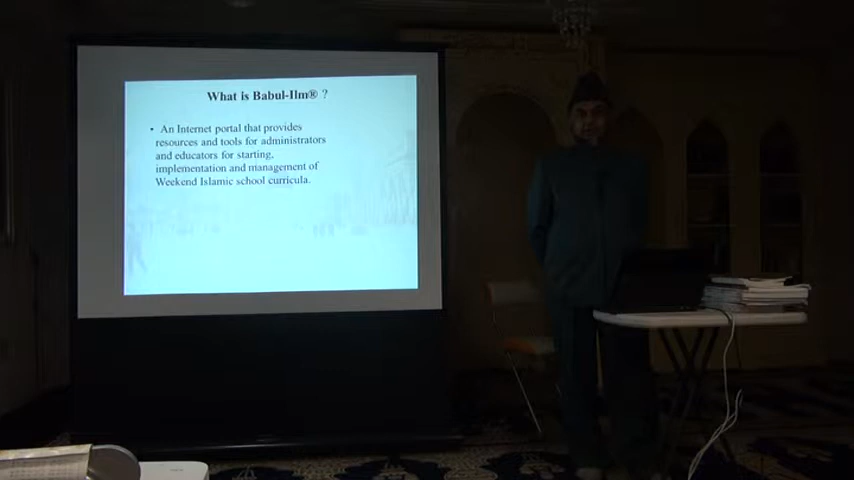 What is Babul-Ilm® ?
• An Internet portal that provides
resources and tools for administrators
and educators for starting,
implementation and management of
Weekend Islamic school curricula.